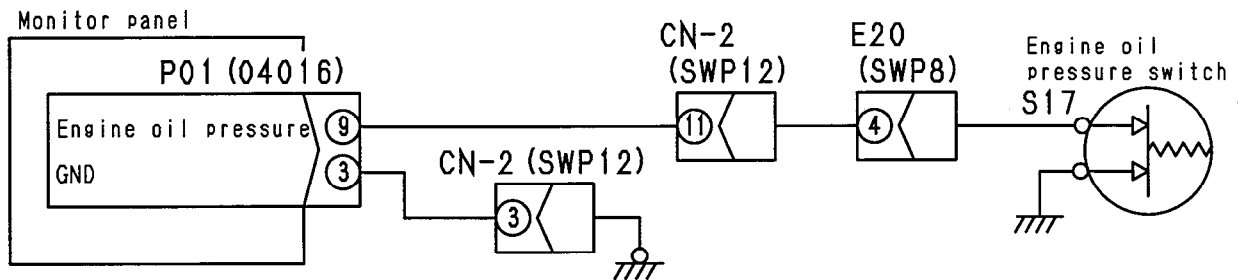 Monitor panel
P01 (04016)
Engine oil pressure 9
GND 3
CN-2 (SWP12)
3
CN-2
(SWP12)
11
E20
(SWP8)
4
Engine oil
pressure switch
S17